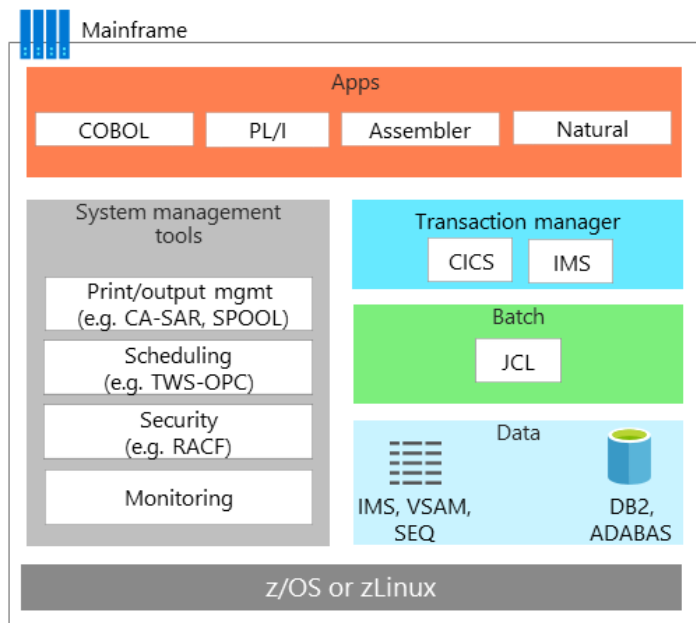 Mainframe
Apps
COBOL
PL/I
Assembler
Natural
System management
tools
Print/output mgmt
(e.g. CA-SAR, SPOOL)
Scheduling
(e.g. TWS-OPC)
Security
(e.g. RACF)
Monitoring
Transaction manager
CICS
IMS
Batch
JCL
Data
IMS, VSAM,
SEQ
DB2,
ADABAS
z/OS or zLinux